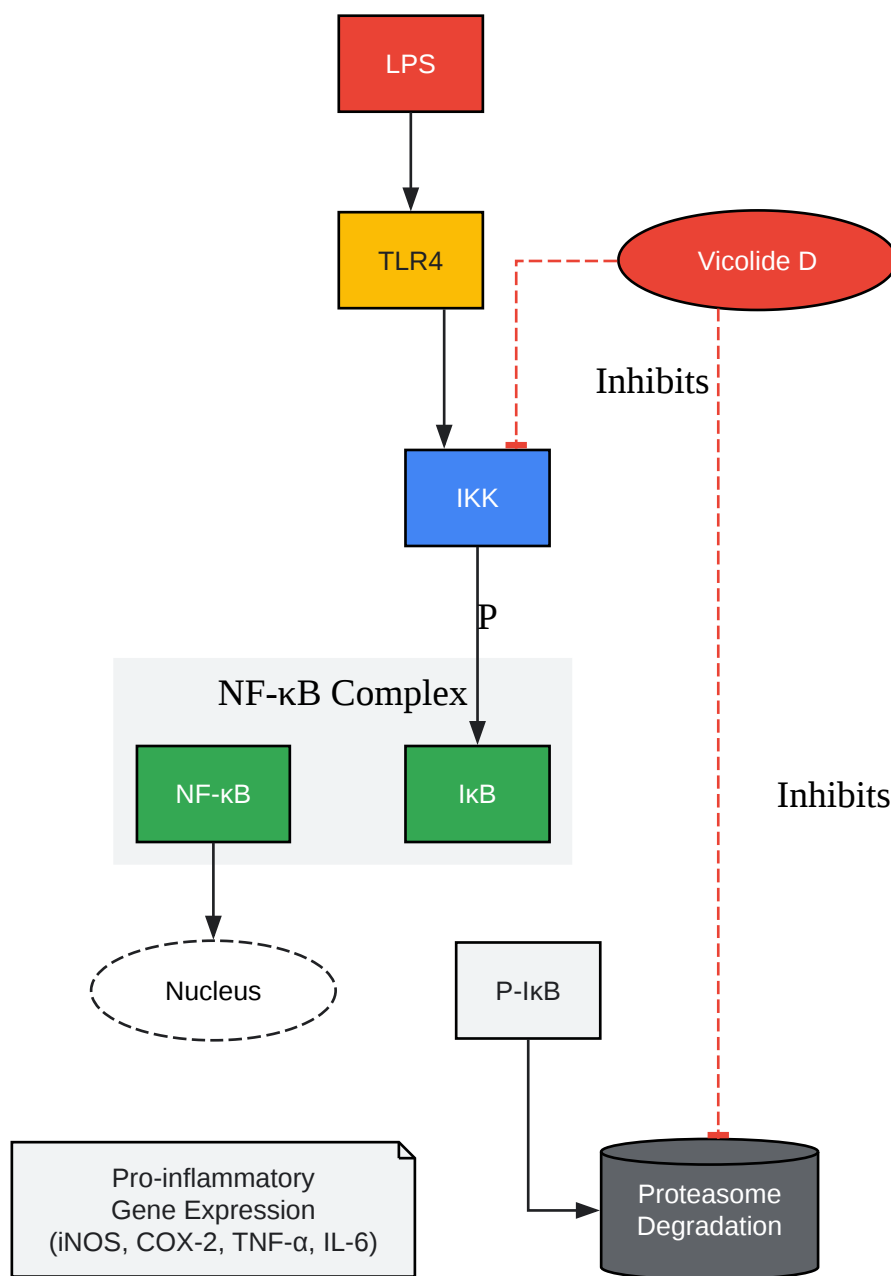 LPS
TLR4
Vicolide D
Inhibits
IKK
P
NF-κB Complex
NF-κB
IκB
Inhibits
Nucleus
P-IκB
Pro-inflammatory
Gene Expression
(iNOS, COX-2, TNF-α, IL-6)
Proteasome
Degradation